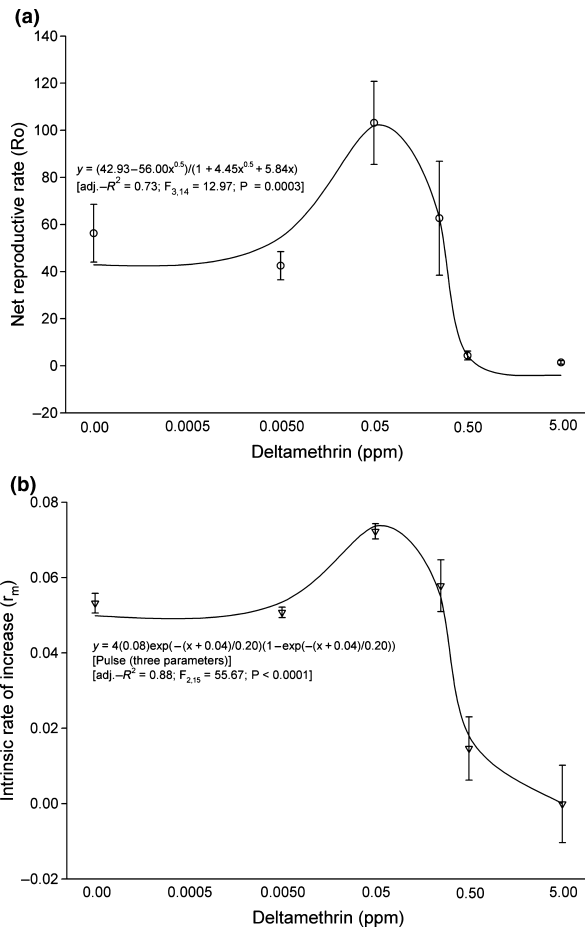 (a)
140
120
100
80
60
40
20
0
−20
Net reproductive rate (Ro)
y = (42.93−56.00x^0.5)/(1 + 4.45x^0.5 + 5.84x)
[adj.−R² = 0.73; F3,14 = 12.97; P = 0.0003]
0.00 0.0005 0.0050 0.05 0.50 5.00
Deltamethrin (ppm)
(b)
0.08
0.06
0.04
0.02
0.00
−0.02
Intrinsic rate of increase (rm)
y = 4(0.08)exp(−(x + 0.04)/0.20)(1−exp(−(x + 0.04)/0.20))
[Pulse (three parameters)]
[adj.−R² = 0.88; F2,15 = 55.67; P < 0.0001]
0.00 0.0005 0.0050 0.05 0.50 5.00
Deltamethrin (ppm)